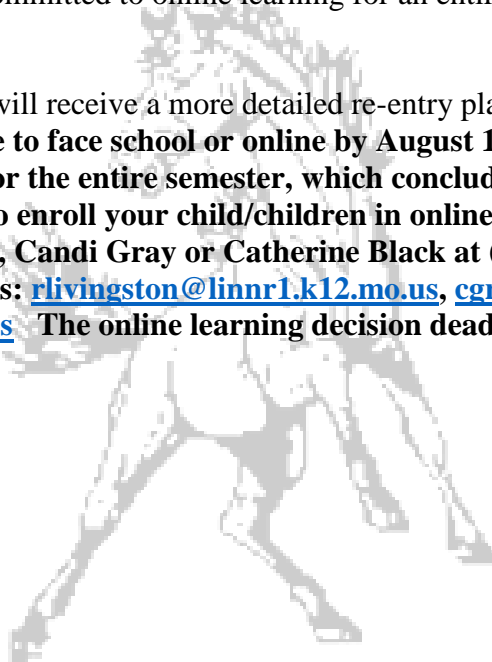 ommitted to online learning for an entir
will receive a more detailed re-entry pla
e to face school or online by August 1
or the entire semester, which conclud
o enroll your child/children in online
, Candi Gray or Catherine Black at
s: rlivingston@linnr1.k12.mo.us, cgr
s The online learning decision dead